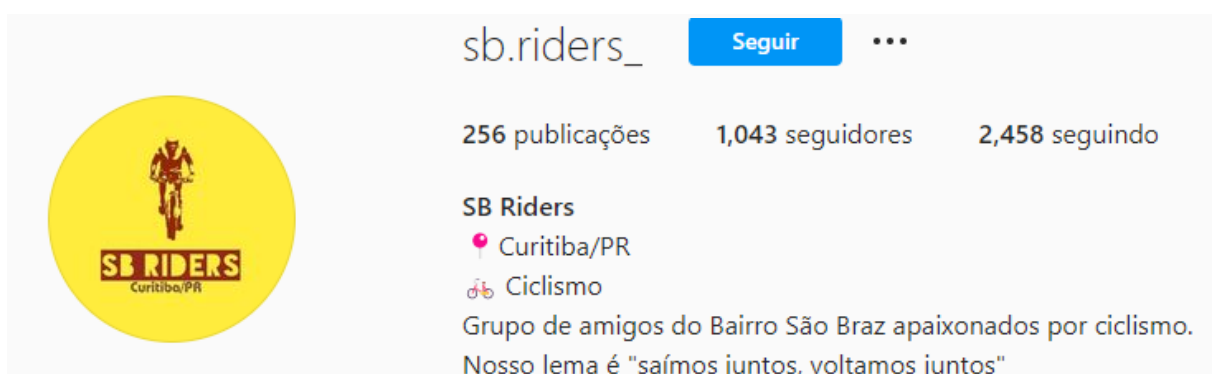 sb.riders_ Seguir
256 publicações 1,043 seguidores 2,458 seguindo
SB RIDERS
Curitiba/PR
SB Riders
Curitiba/PR
Ciclismo
Grupo de amigos do Bairro São Braz apaixonados por ciclismo.
Nosso lema é "saímos juntos, voltamos juntos"